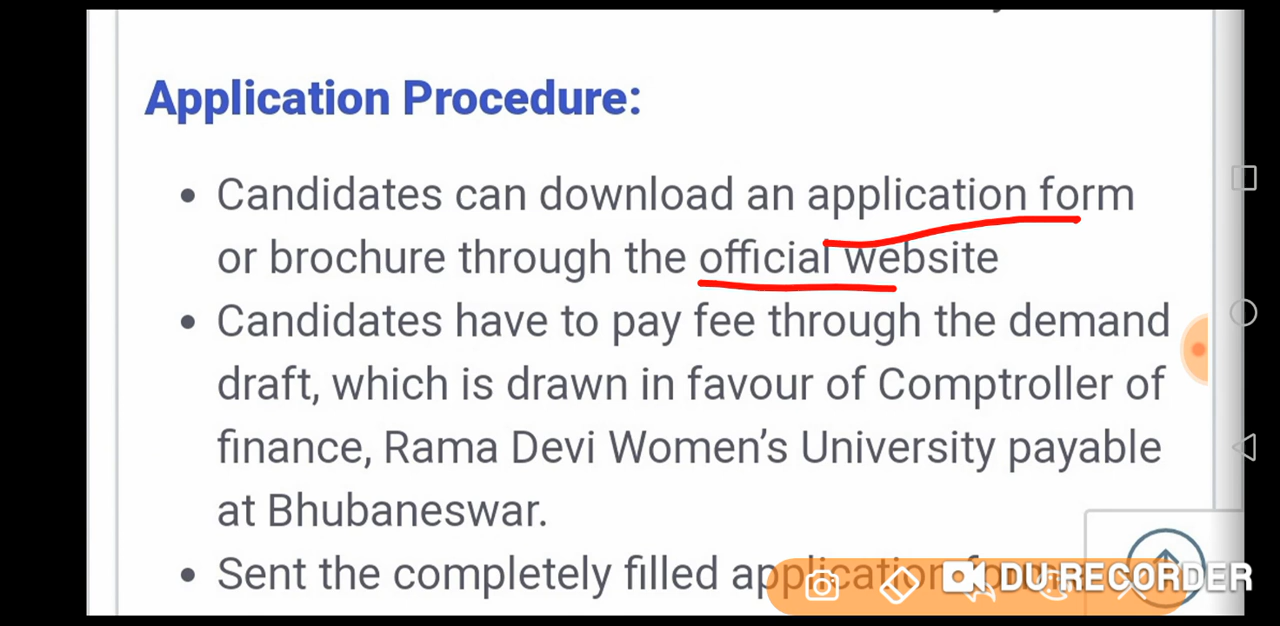 Application Procedure:
Candidates can download an application form
or brochure through the official website
Candidates have to pay fee through the demand
draft, which is drawn in favour of Comptroller of
finance, Rama Devi Women's University payable
at Bhubaneswar.
Sent the completely filled application
DU RECORDER